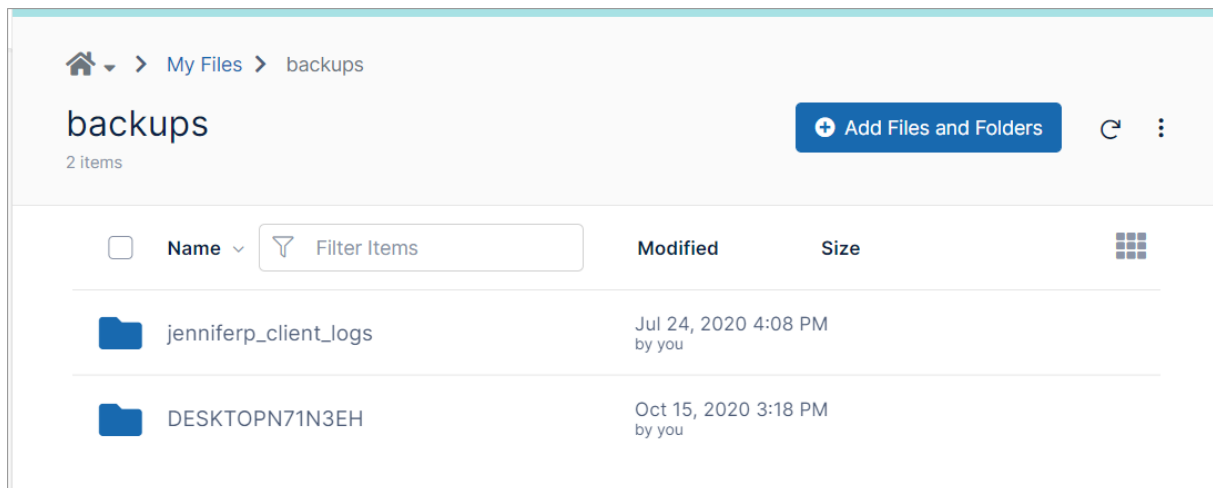 My Files backups
backups
2 items
Add Files and Folders
Name Filter Items Modified Size
jenniferp_client_logs Jul 24, 2020 4:08 PM
by you
DESKTOPN71N3EH Oct 15, 2020 3:18 PM
by you